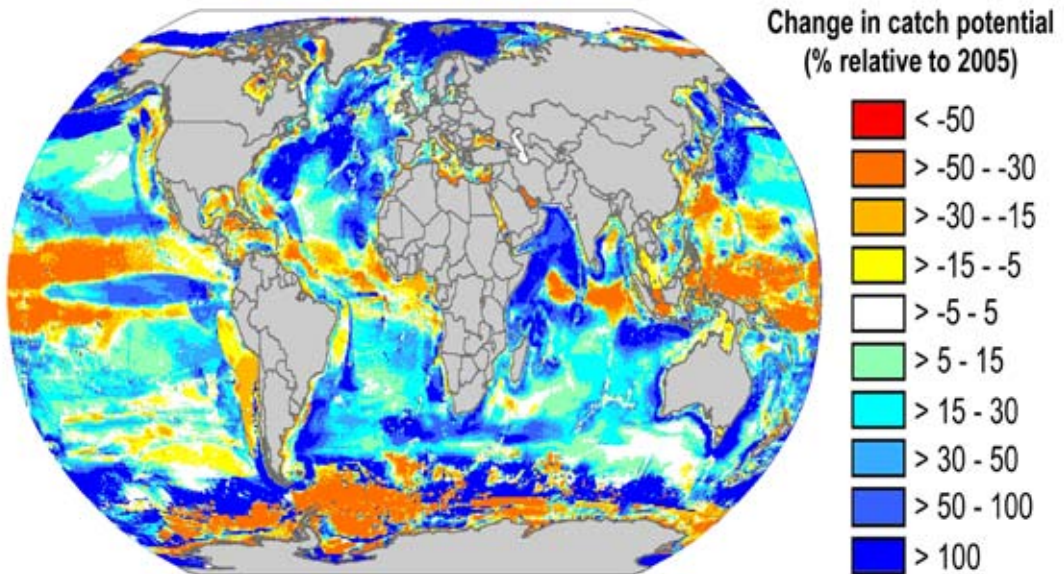 Change in catch potential
(% relative to 2005)
< -50
> -50 - -30
> -30 - -15
> -15 - -5
> -5 - 5
> 5 - 15
> 15 - 30
> 30 - 50
> 50 - 100
> 100